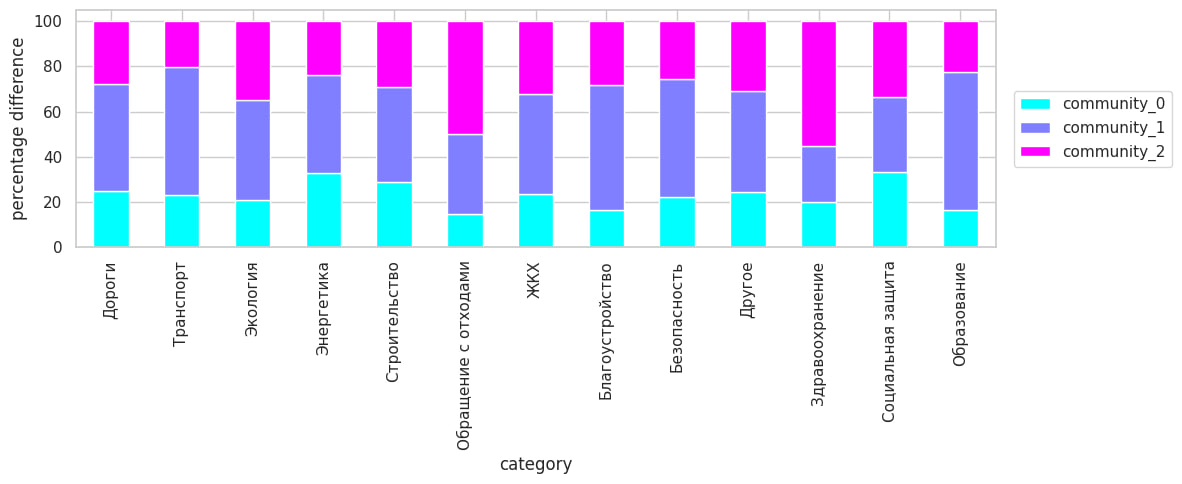 100
80
60
40
20
0
percentage difference
Дороги
Транспорт
Экология
Энергетика
Строительство
Обращение с отходами
ЖКХ
Благоустройство
Безопасность
Другое
Здравоохранение
Социальная защита
Образование
category
community_0
community_1
community_2